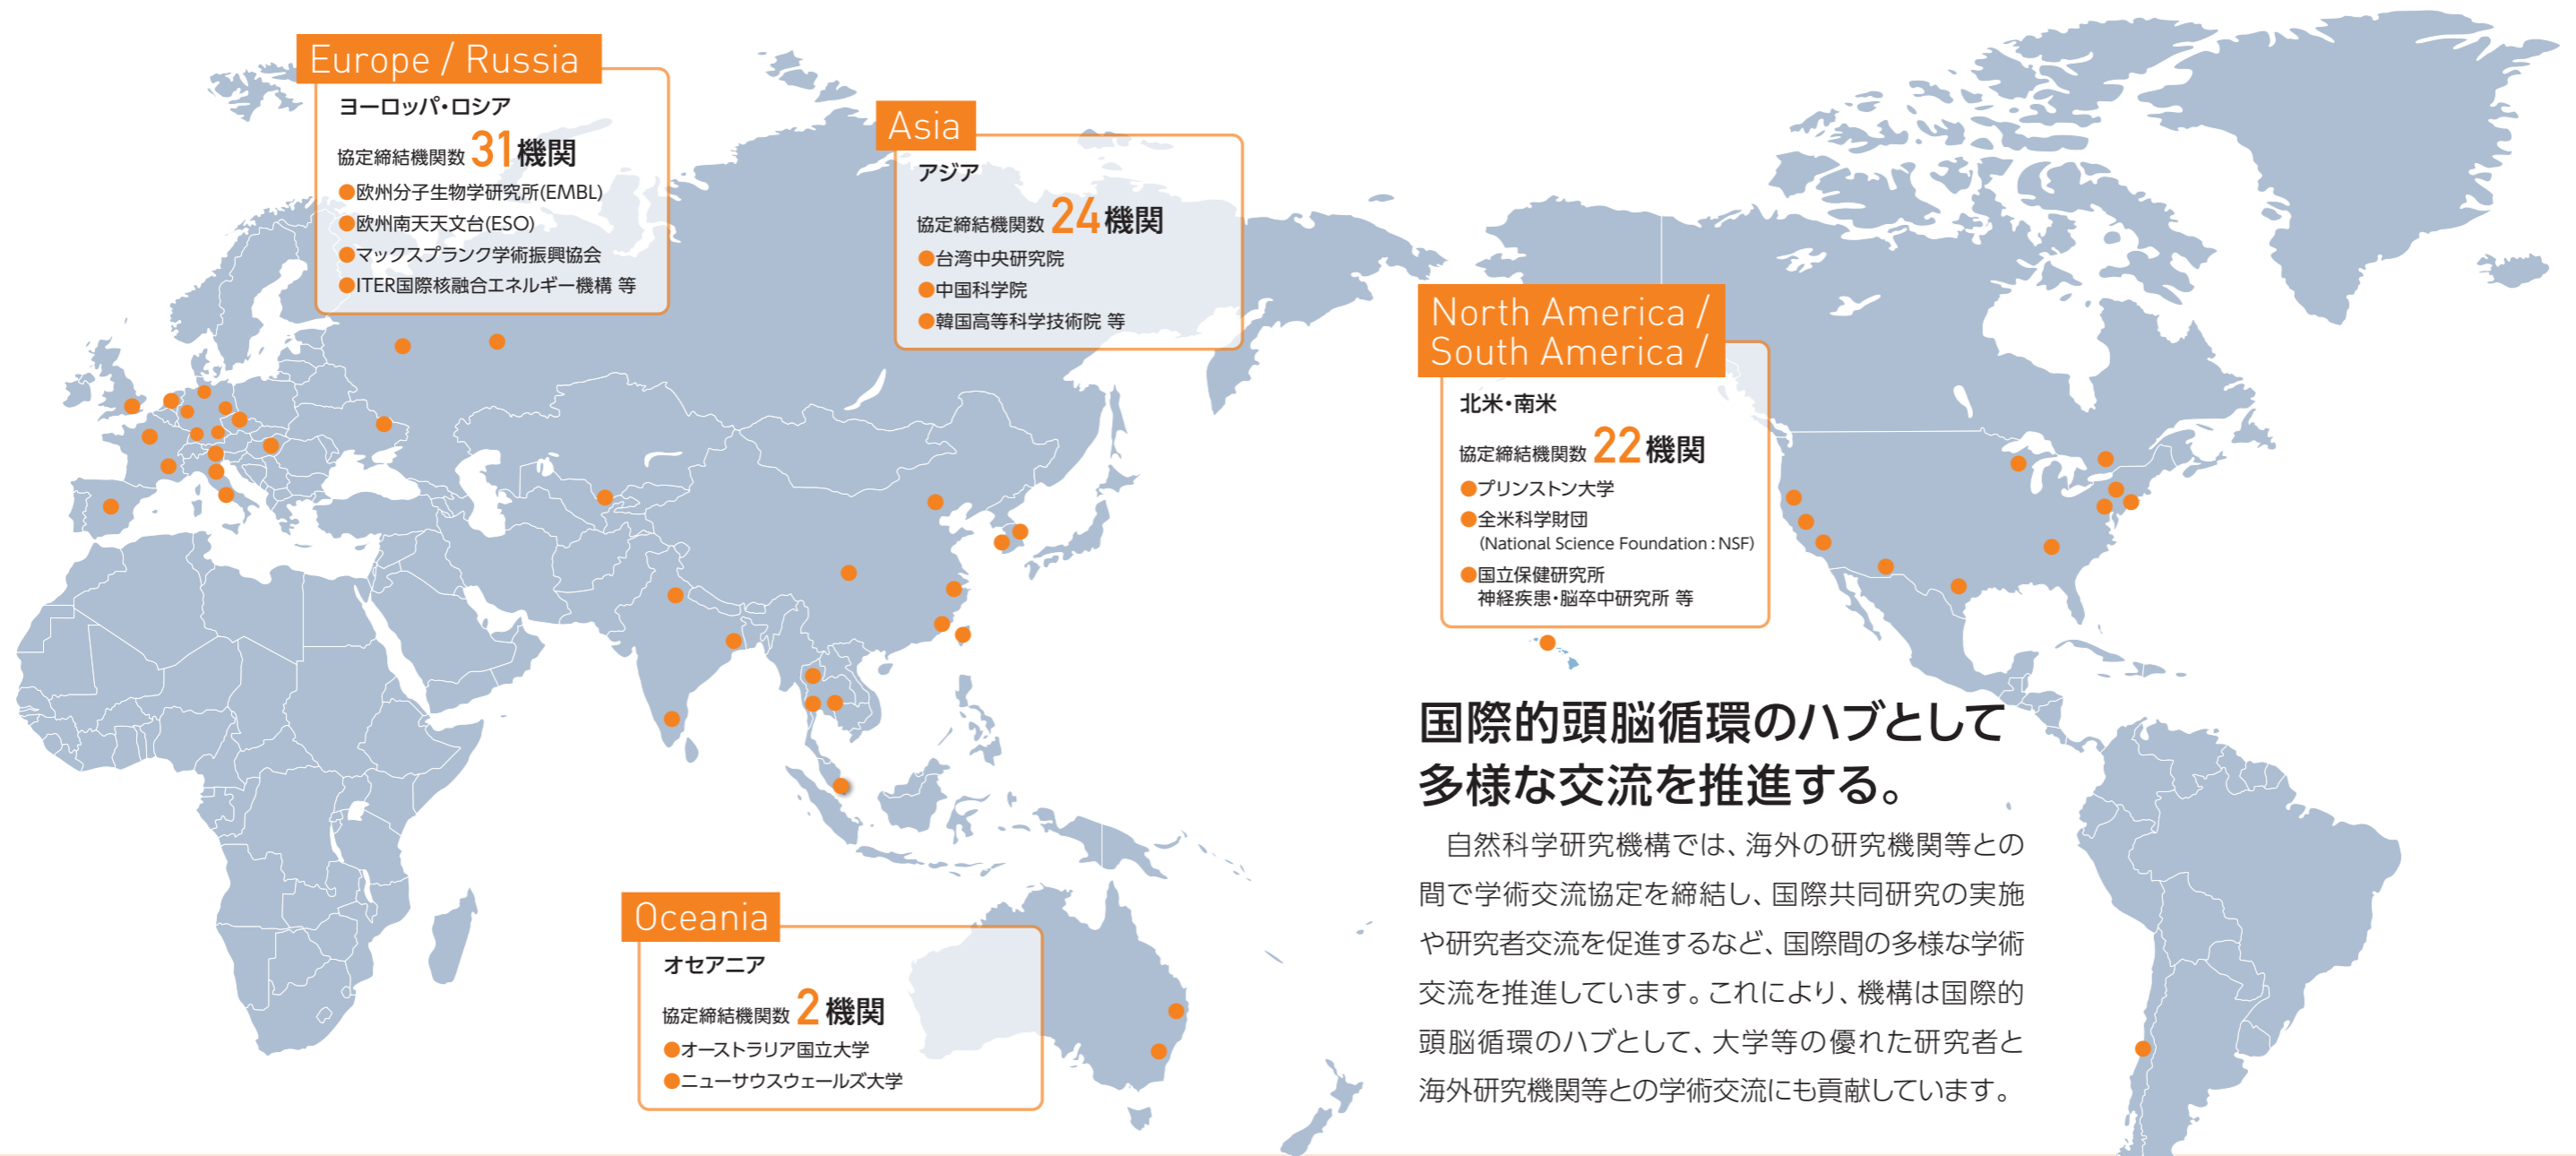 Europe / Russia
ヨーロッパ・ロシア
協定締結機関数 31機関
●欧州分子生物学研究所(EMBL)
●欧州南天天文台(ESO)
●マックスプランク学術振興協会
●ITER国際核融合エネルギー機構 等
Asia
アジア
協定締結機関数 24機関
●台湾中央研究院
●中国科学院
●韓国高等科学技術院 等
North America /
South America /
北米・南米
協定締結機関数 22機関
●プリンストン大学
●全米科学財団
(National Science Foundation : NSF)
●国立保健研究所
神経疾患・脳卒中研究所 等
Oceania
オセアニア
協定締結機関数 2機関
●オーストラリア国立大学
●ニューサウスウェールズ大学
国際的頭脳循環のハブとして
多様な交流を推進する。
自然科学研究機構では、海外の研究機関等との
間で学術交流協定を締結し、国際共同研究の実施
や研究者交流を促進するなど、国際間の多様な学術
交流を推進しています。これにより、機構は国際的
頭脳循環のハブとして、大学等の優れた研究者と
海外研究機関等との学術交流にも貢献しています。